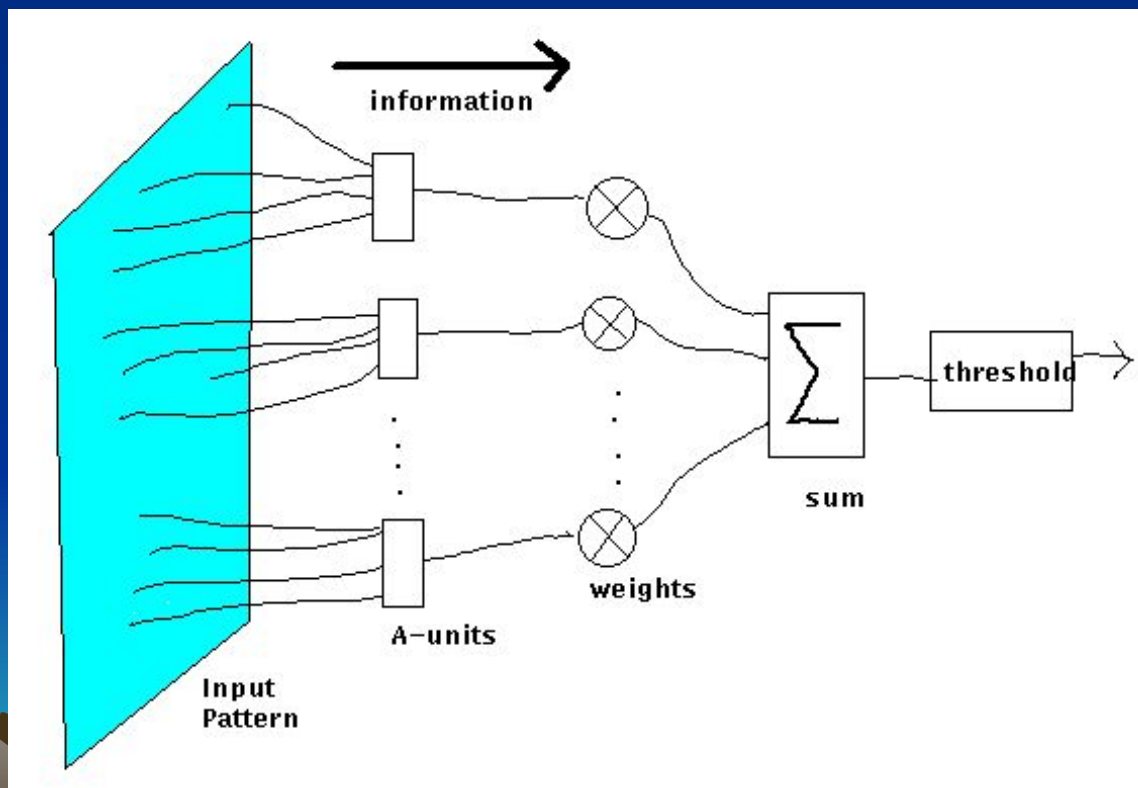 information
Σ
threshold
sum
weights
A-units
Input
Pattern